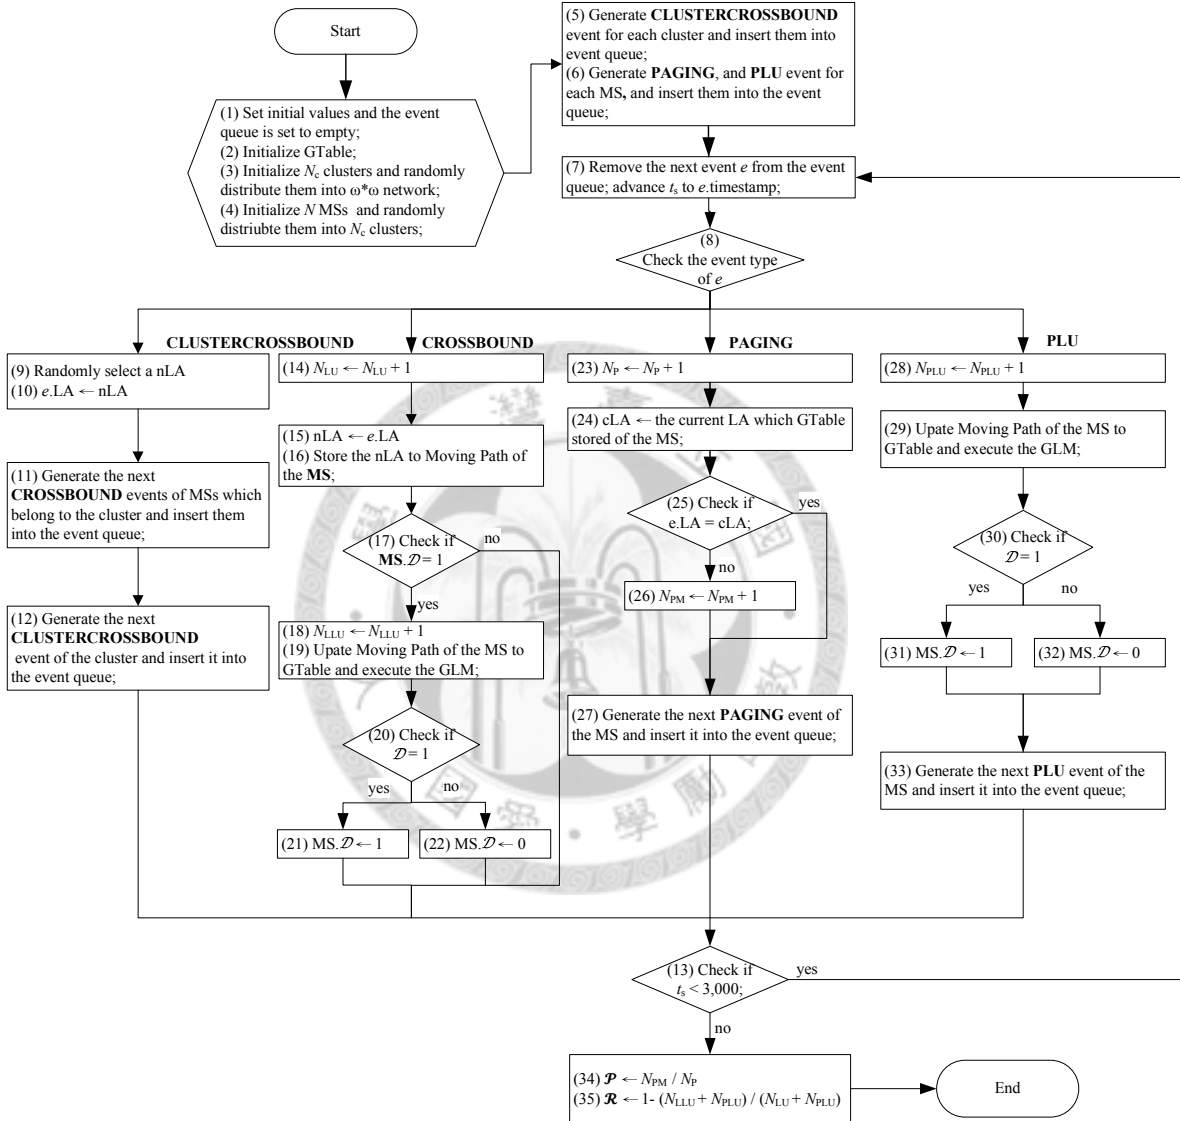 Start
(1) Set initial values and the event
queue is set to empty;
(2) Initialize GTable;
(3) Initialize Nc clusters and randomly
distribute them into ω*ω network;
(4) Initialize N MSs and randomly
distriubte them into Nc clusters;
(5) Generate CLUSTERCROSSBOUND
event for each cluster and insert them into
event queue;
(6) Generate PAGING, and PLU event for
each MS, and insert them into the event
queue;
(7) Remove the next event e from the event
queue; advance ts to e.timestamp;
(8)
Check the event type
of e
CLUSTERCROSSBOUND
(9) Randomly select a nLA
(10) e.LA ← nLA
(11) Generate the next
CROSSBOUND events of MSs which
belong to the cluster and insert them
into the event queue;
(12) Generate the next
CLUSTERCROSSBOUND
event of the cluster and insert it into
the event queue;
CROSSBOUND
(14) NLU ← NLU + 1
(15) nLA ← e.LA
(16) Store the nLA to Moving Path of
the MS;
(17) Check if
MS.𝒟 = 1
no
yes
(18) NLLU ← NLLU + 1
(19) Upate Moving Path of the MS to
GTable and execute the GLM;
(20) Check if
𝒟 = 1
yes
no
(21) MS.𝒟 ← 1
(22) MS.𝒟 ← 0
PAGING
(23) NP ← NP + 1
(24) cLA ← the current LA which GTable
stored of the MS;
(25) Check if
e.LA = cLA;
yes
no
(26) NPM ← NPM + 1
(27) Generate the next PAGING event of
the MS and insert it into the event queue;
PLU
(28) NPLU ← NPLU + 1
(29) Upate Moving Path of the MS to
GTable and execute the GLM;
(30) Check if
𝒟 = 1
yes
no
(31) MS.𝒟 ← 1
(32) MS.𝒟 ← 0
(33) Generate the next PLU event of the
MS and insert it into the event queue;
(13) Check if
ts < 3,000;
yes
no
(34) 𝓟 ← NPM / NP
(35) 𝓡 ← 1- (NLLU + NPLU) / (NLU + NPLU)
End